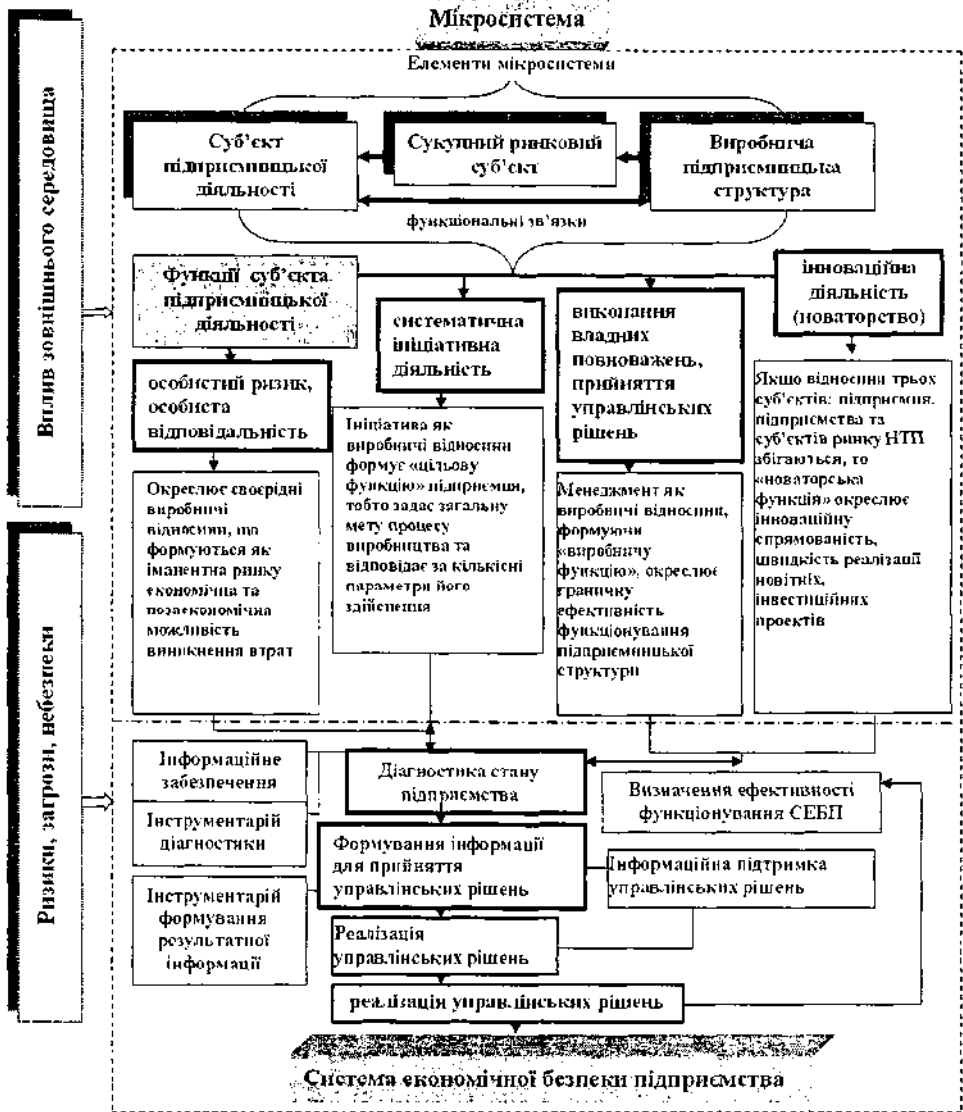 Мікросистема
Елементи мікросистеми
Суб’єкт
підприємницької
діяльності
Сукупний ринковий
суб’єкт
Виробнича
підприємницька
структура
функціональні зв’язки
Функції суб’єкта
підприємницької
діяльності
систематична
ініціативна
діяльність
виконання
владних
повноважень,
прийняття
управлінських
рішень
інноваційна
діяльність
(новаторство)
особистий ризик,
особиста
відповідальність
Окреслює своєрідні
виробничі
відносини, що
формуються як
іманентна ринку
економічна та
позаекономічна
можливість
виникнення втрат
Ініціатива як
виробничі відносини
формує «цільову
функцію» підприємця,
тобто задає загальну
мету процесу
виробництва та
відповідає за кількісні
параметри його
здійснення
Менеджмент як
виробничі відносини,
формуючи
«виробничу
функцію», окреслює
граничну
ефективність
функціонування
підприємницької
структури
Якщо відносини трьох
суб’єктів: підприємця,
підприємства та
суб’єктів ринку НТП
збігаються, то
«новаторська
функція» окреслює
інноваційну
спрямованість,
швидкість реалізації
новітніх,
інвестиційних
проектів
Вплив зовнішнього середовища
Ризики, загрози, небезпеки
Інформаційне
забезпечення
Інструментарій
діагностики
Інструментарій
формування
результатної
інформації
Діагностика стану
підприємства
Визначення ефективності
функціонування СЕБП
Формування інформації
для прийняття
управлінських рішень
Інформаційна підтримка
управлінських рішень
Реалізація
управлінських рішень
реалізація управлінських рішень
Система економічної безпеки підприємства